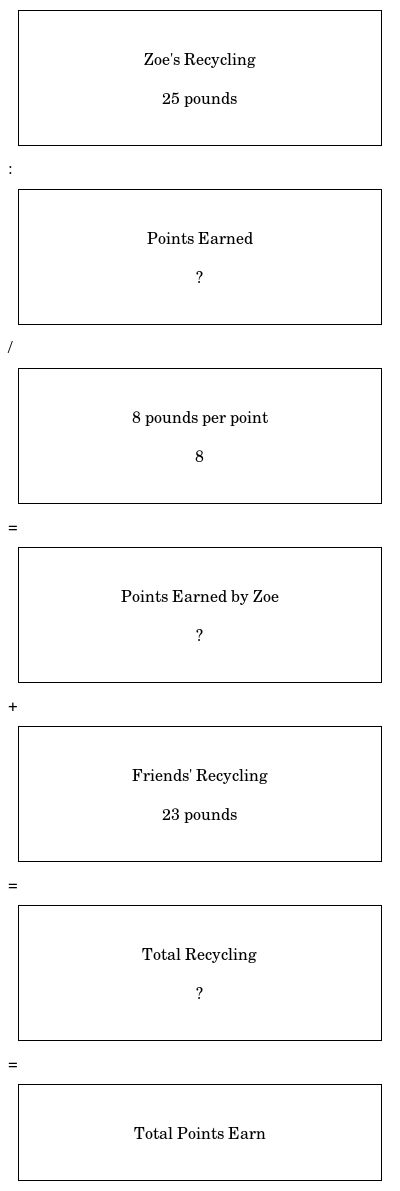 Zoe's Recycling
25 pounds
:
Points Earned
?
/
8 pounds per point
8
=
Points Earned by Zoe
?
+
Friends' Recycling
23 pounds
=
Total Recycling
?
=
Total Points Earn